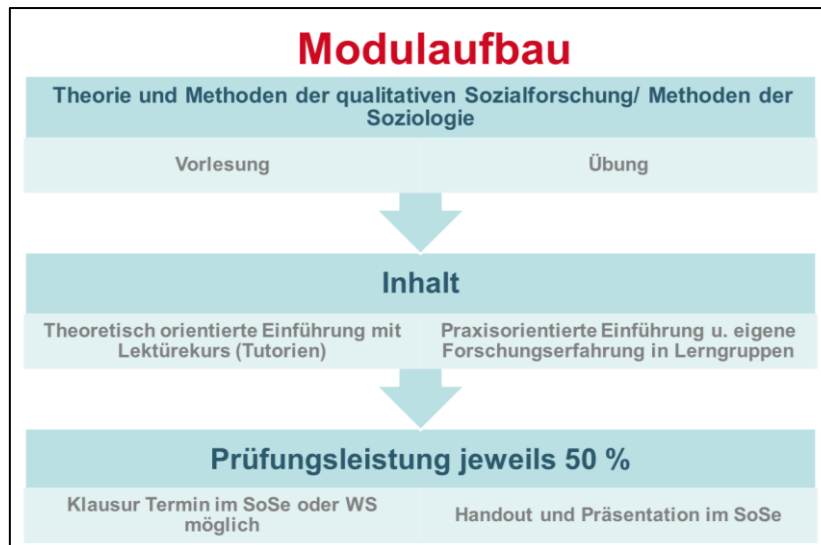 Modulaufbau
Theorie und Methoden der qualitativen Sozialforschung/ Methoden der
Soziologie
Vorlesung
Übung
Inhalt
Theoretisch orientierte Einführung mit
Lektürekurs (Tutorien)
Praxisorientierte Einführung u. eigene
Forschungserfahrung in Lerngruppen
Prüfungsleistung jeweils 50 %
Klausur Termin im SoSe oder WS
möglich
Handout und Präsentation im SoSe